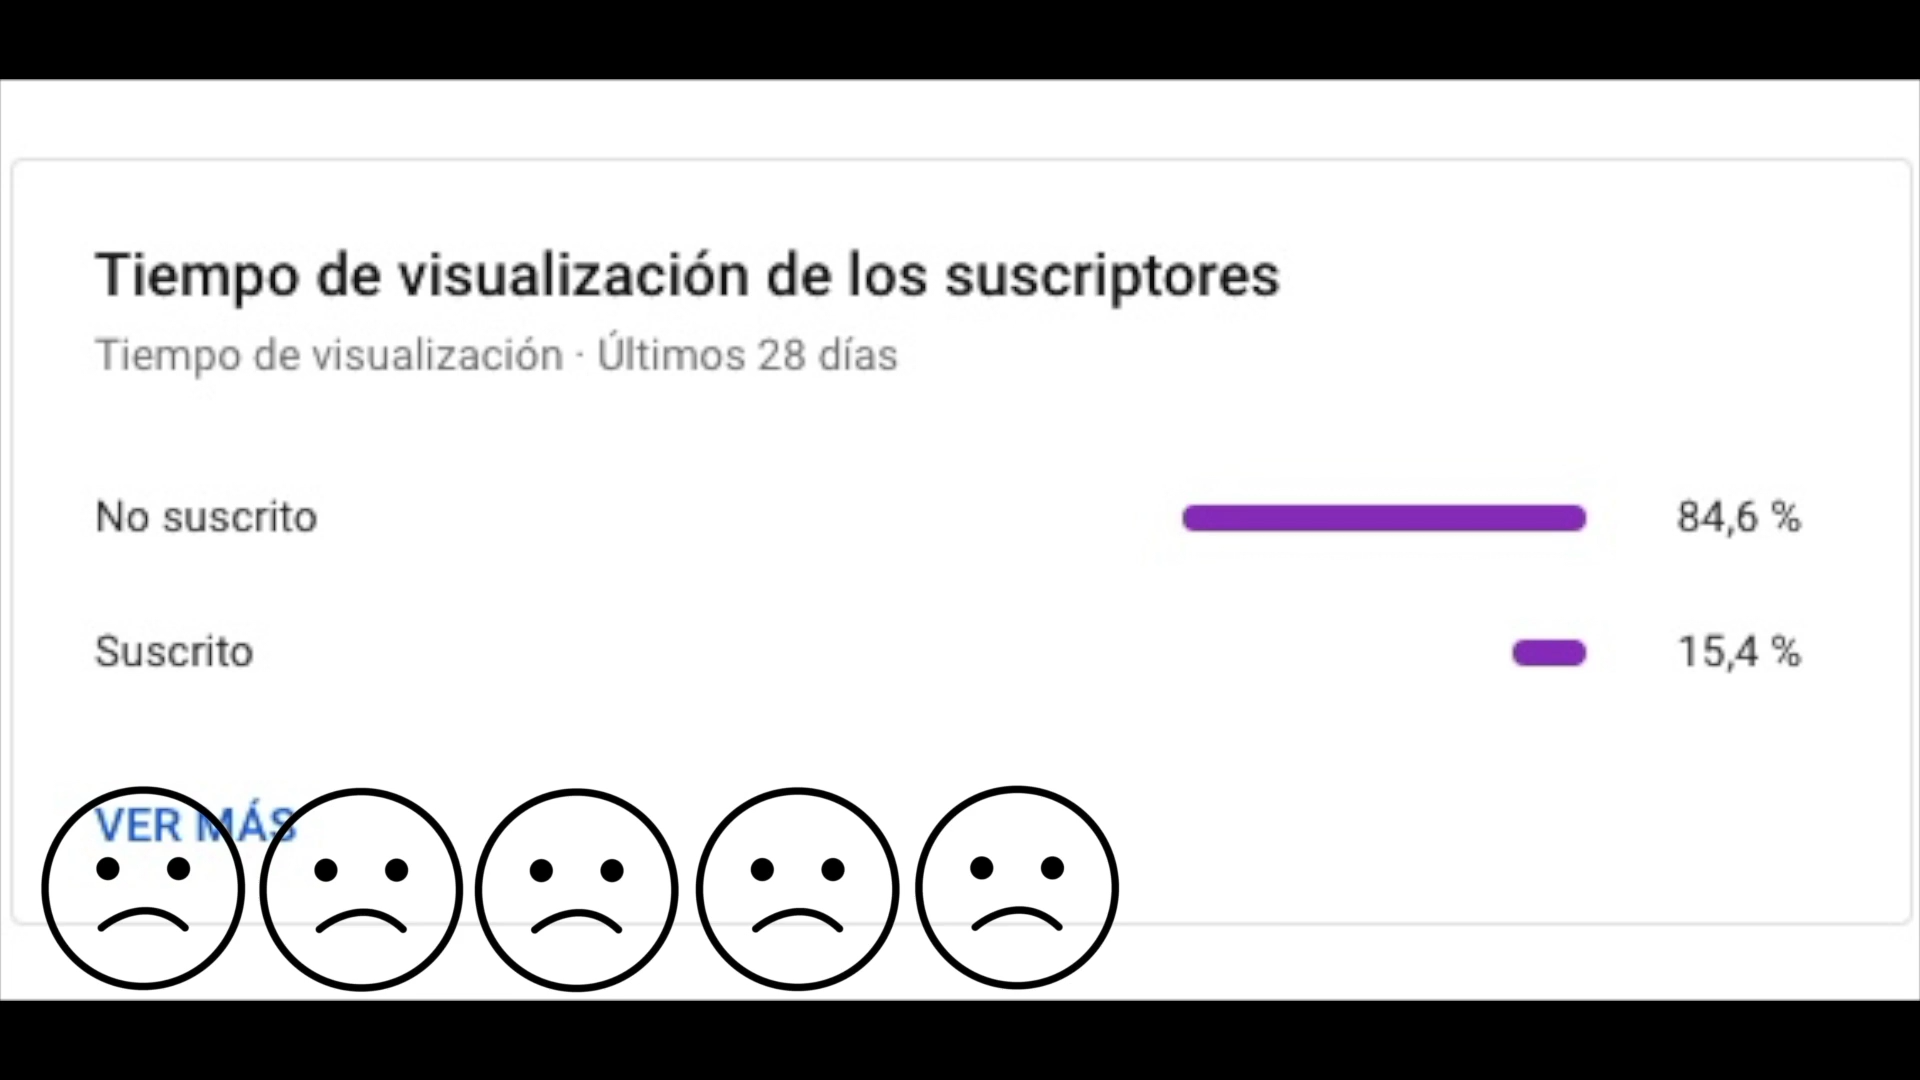 Tiempo de visualización de los suscriptores
Tiempo de visualización · Últimos 28 días
No suscrito 84,6 %
Suscrito 15,4 %
VER MÁS